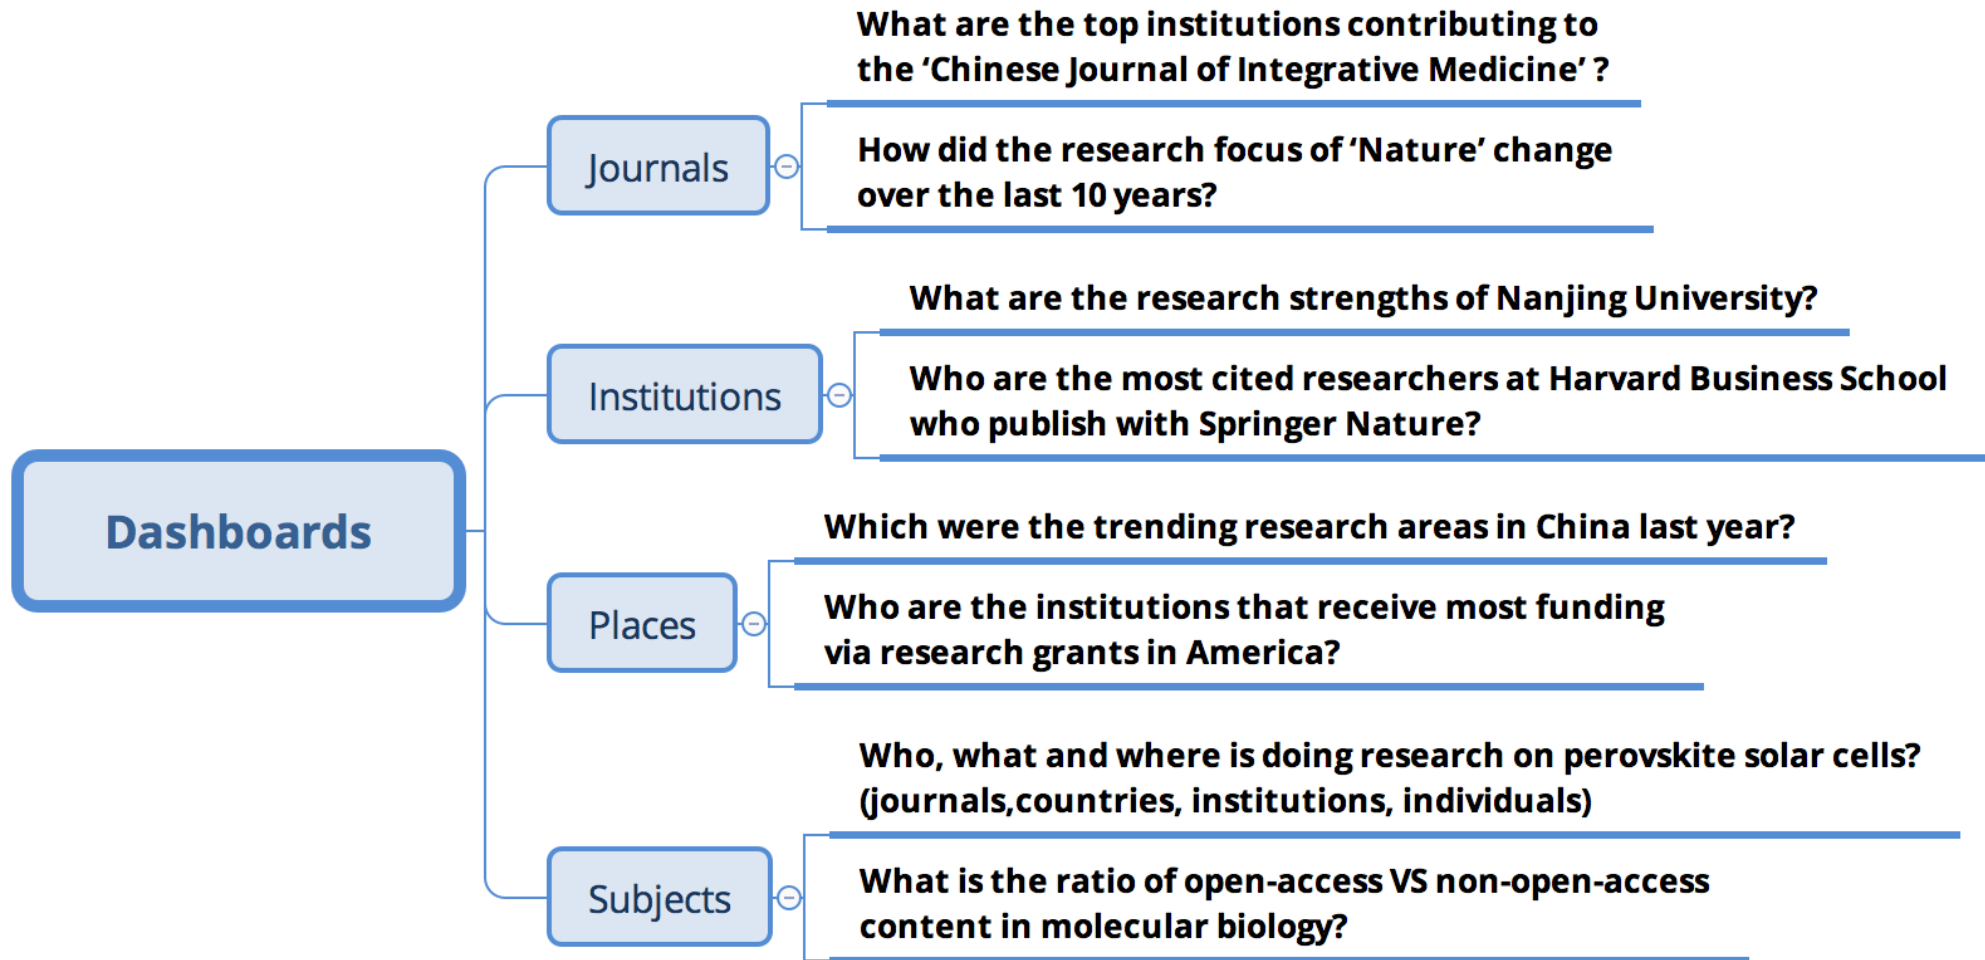 What are the top institutions contributing to
the ‘Chinese Journal of Integrative Medicine’ ?
Journals
How did the research focus of ‘Nature’ change
over the last 10 years?
What are the research strengths of Nanjing University?
Institutions
Who are the most cited researchers at Harvard Business School
who publish with Springer Nature?
Dashboards
Which were the trending research areas in China last year?
Places
Who are the institutions that receive most funding
via research grants in America?
Who, what and where is doing research on perovskite solar cells?
(journals,countries, institutions, individuals)
Subjects
What is the ratio of open-access VS non-open-access
content in molecular biology?